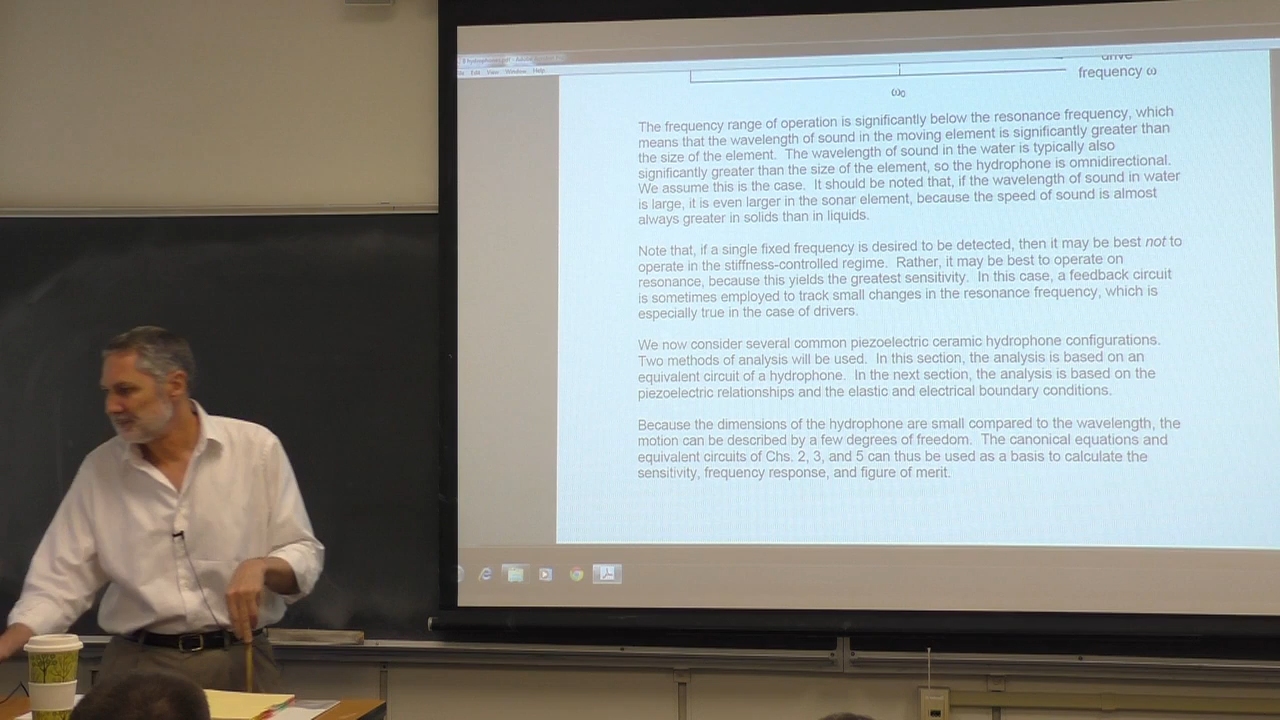 8 hydrophones.pdf - Adobe
Edit View Window Help
drive
frequency ω
ω0
The frequency range of operation is significantly below the resonance frequency, which
means that the wavelength of sound in the moving element is significantly greater than
the size of the element. The wavelength of sound in the water is typically also
significantly greater than the size of the element, so the hydrophone is omnidirectional.
We assume this is the case. It should be noted that, if the wavelength of sound in water
is large, it is even larger in the sonar element, because the speed of sound is almost
always greater in solids than in liquids.
Note that, if a single fixed frequency is desired to be detected, then it may be best not to
operate in the stiffness-controlled regime. Rather, it may be best to operate on
resonance, because this yields the greatest sensitivity. In this case, a feedback circuit
is sometimes employed to track small changes in the resonance frequency, which is
especially true in the case of drivers.
We now consider several common piezoelectric ceramic hydrophone configurations.
Two methods of analysis will be used. In this section, the analysis is based on an
equivalent circuit of a hydrophone. In the next section, the analysis is based on the
piezoelectric relationships and the elastic and electrical boundary conditions.
Because the dimensions of the hydrophone are small compared to the wavelength, the
motion can be described by a few degrees of freedom. The canonical equations and
equivalent circuits of Chs. 2, 3, and 5 can thus be used as a basis to calculate the
sensitivity, frequency response, and figure of merit.